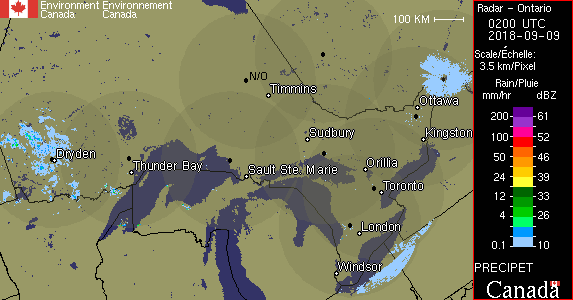 Environment Environnement
Canada Canada
100 KM
N/O
Timmins
Ottawa
Sudbury
Kingston
Dryden
Thunder Bay
Sault Ste. Marie
Orillia
Toronto
London
Windsor
Radar - Ontario
0200 UTC
2018-09-09
Scale/Échelle:
3.5 km/Pixel
Rain/Pluie
mm/hr dBZ
200 61
100 52
50 46
24 39
12 33
4 26
1 20
0.1 10
PRECIPET
Canada